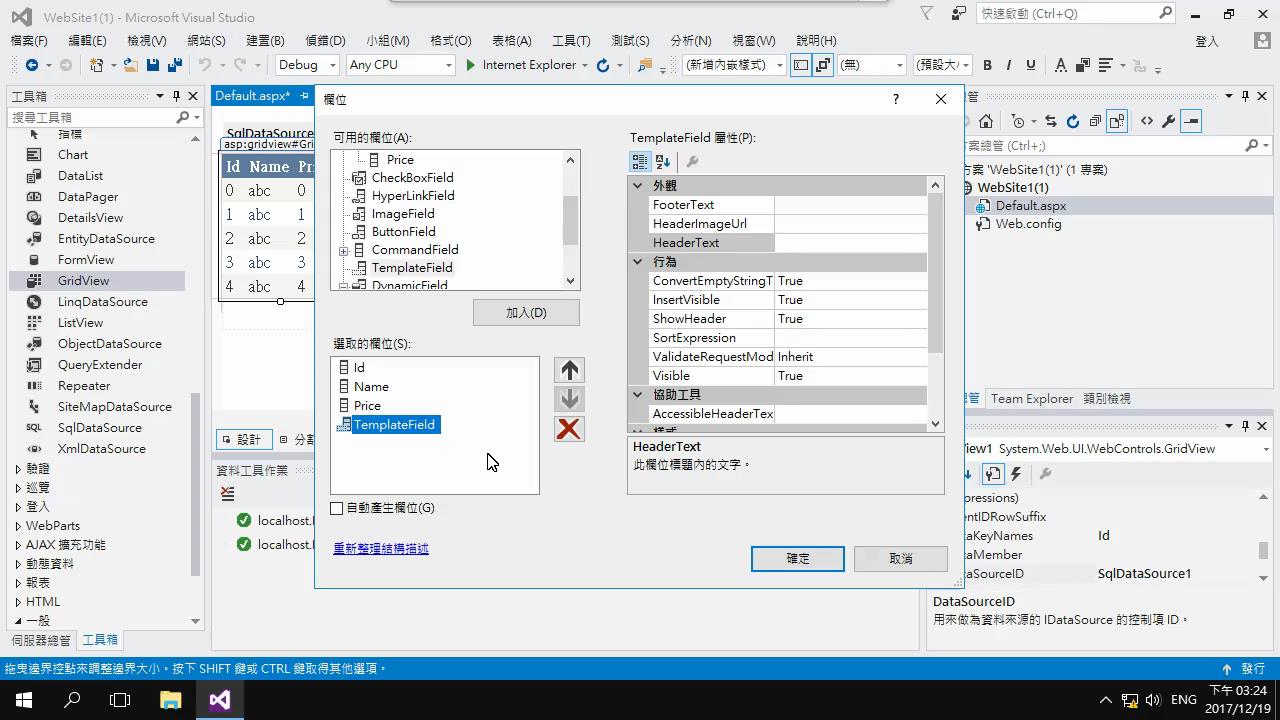 WebSite1(1) - Microsoft Visual Studio
快速啟動 (Ctrl+Q)
檔案(F) 編輯(E) 檢視(V) 網站(S) 建置(B) 偵錯(D) 小組(M) 格式(O) 表格(A) 工具(T) 測試(S) 分析(N) 視窗(W) 說明(H) 登入
Debug Any CPU Internet Explorer (新增內嵌樣式) (無) (預設大/ B I U A
工具箱
搜尋工具箱
指標
Chart
DataList
DataPager
DetailsView
EntityDataSource
FormView
GridView
LinqDataSource
ListView
ObjectDataSource
QueryExtender
Repeater
SiteMapDataSource
SqlDataSource
XmlDataSource
驗證
巡覽
登入
WebParts
AJAX 擴充功能
動態資料
報表
HTML
一般
伺服器總管 工具箱
Default.aspx*
SqlDataSource
asp:gridview#Gri
Id Name Pri
0 abc 0
1 abc 1
2 abc 2
3 abc 3
4 abc 4
設計 分割
資料工具作業
localhost.
localhost.
欄位
?
可用的欄位(A):
Price
CheckBoxField
HyperLinkField
ImageField
ButtonField
CommandField
TemplateField
DynamicField
加入(D)
選取的欄位(S):
Id
Name
Price
TemplateField
自動產生欄位(G)
重新整理結構描述
TemplateField 屬性(P):
外觀
FooterText
HeaderImageUrl
HeaderText
行為
ConvertEmptyStringT True
InsertVisible True
ShowHeader True
SortExpression
ValidateRequestMod Inherit
Visible True
協助工具
AccessibleHeaderTex
樣式
HeaderText
此欄位標題內的文字。
確定 取消
總管
方案總管 (Ctrl+;)
方案 'WebSite1(1)' (1 專案)
WebSite1(1)
Default.aspx
Web.config
總管 Team Explorer 類別檢視
View1 System.Web.UI.WebControls.GridView
pressions)
entIDRowSuffix
taKeyNames Id
taMember
taSourceID SqlDataSource1
DataSourceID
用來做為資料來源的 IDataSource 的控制項 ID。
拖曳邊界控點來調整邊界大小。按下 SHIFT 鍵或 CTRL 鍵取得其他選項。
發行
ENG
下午 03:24
2017/12/19